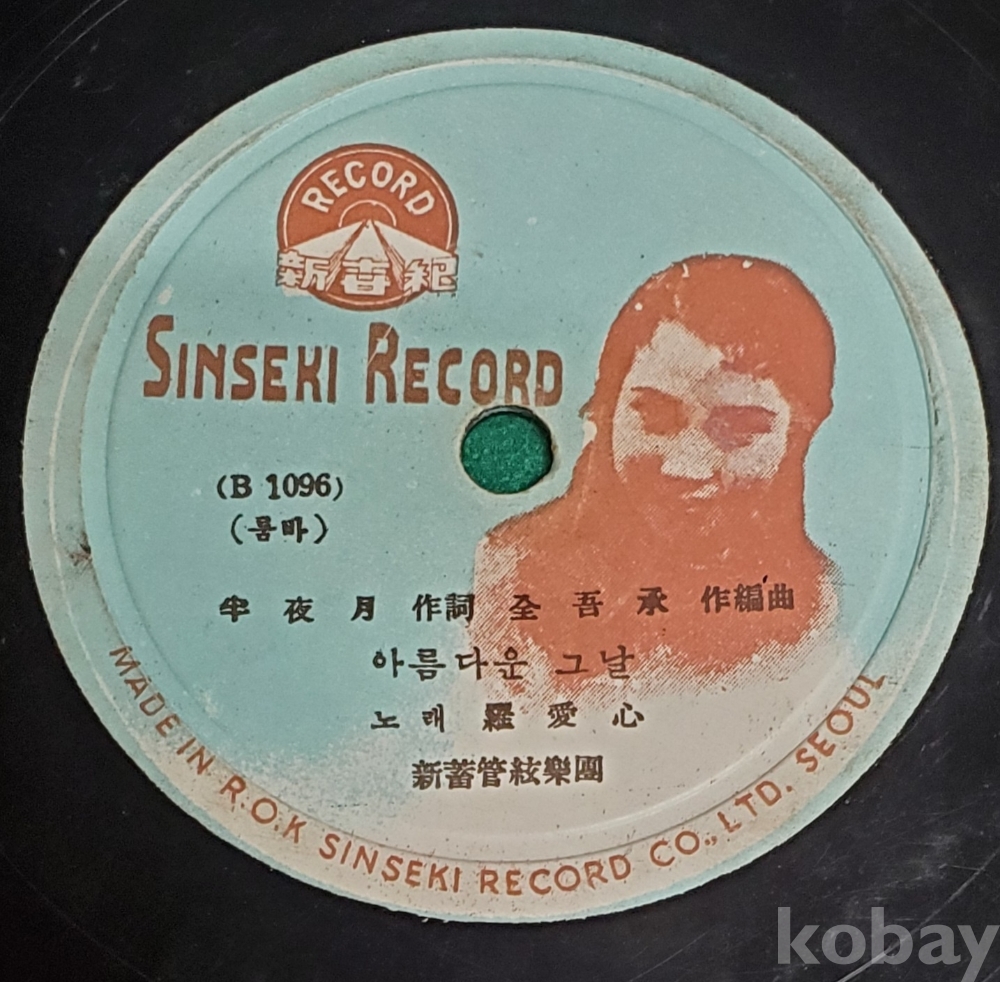 RECORD
新世紀
SINSEKI RECORD
(B 1096)
(룸바)
半夜月 作詞 全吾承 作編曲
아름다운 그날
노래 羅愛心
新蓄管絃樂團
MADE IN R.O.K SINSEKI RECORD CO., LTD. SEOUL
kobay